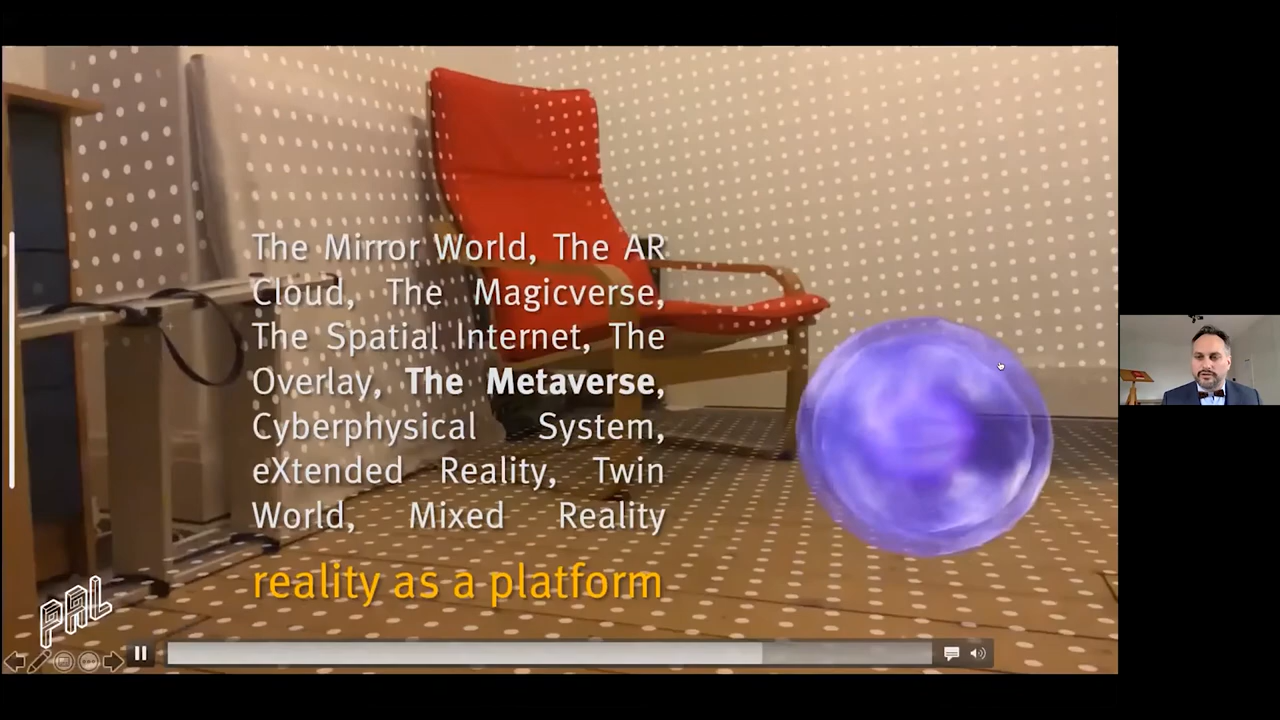 The Mirror World, The AR
Cloud, The Magicverse,
The Spatial Internet, The
Overlay, The Metaverse,
Cyberphysical System,
eXtended Reality, Twin
World, Mixed Reality
reality as a platform
PAL